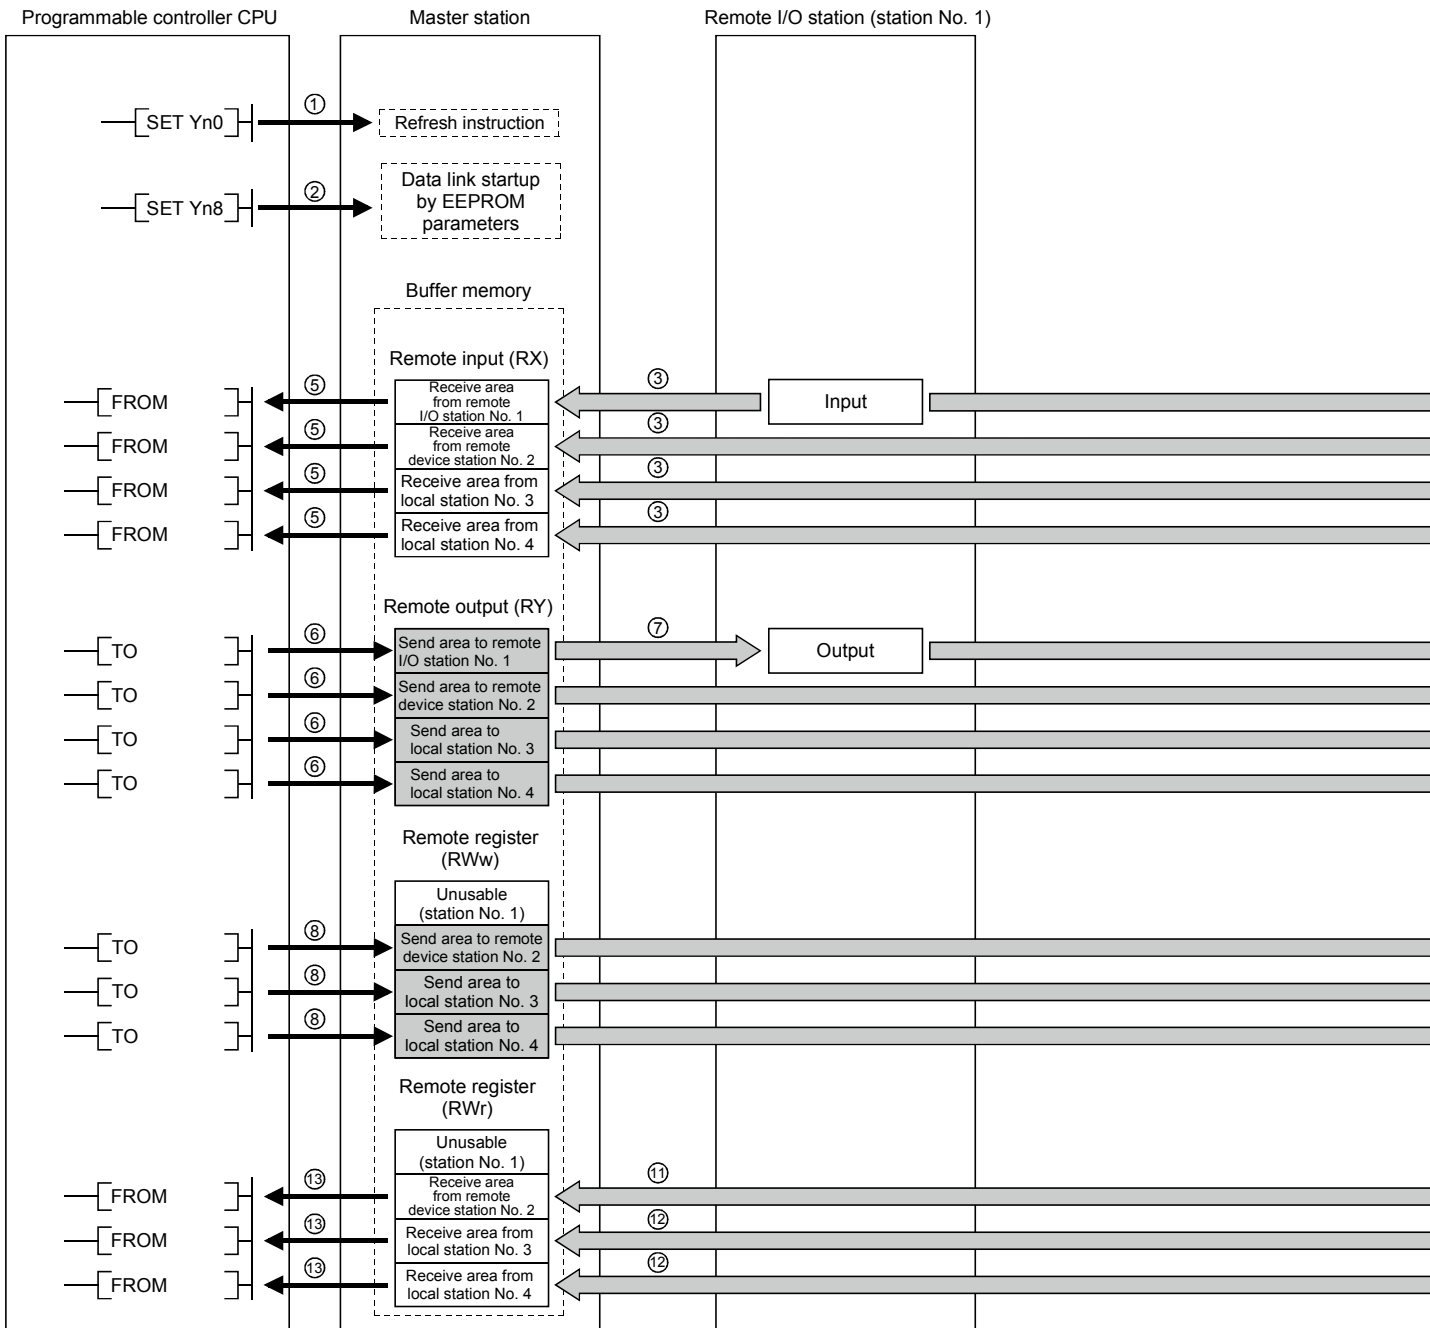 Programmable controller CPU
Master station
Remote I/O station (station No. 1)
SET Yn0
①
Refresh instruction
SET Yn8
②
Data link startup
by EEPROM
parameters
Buffer memory
Remote input (RX)
FROM
⑤
Receive area
from remote
I/O station No. 1
③
Input
FROM
⑤
Receive area
from remote
device station No. 2
③
FROM
⑤
Receive area from
local station No. 3
③
FROM
⑤
Receive area from
local station No. 4
③
Remote output (RY)
TO
⑥
Send area to remote
I/O station No. 1
⑦
Output
TO
⑥
Send area to remote
device station No. 2
TO
⑥
Send area to
local station No. 3
TO
⑥
Send area to
local station No. 4
Remote register
(RWw)
Unusable
(station No. 1)
TO
⑧
Send area to remote
device station No. 2
TO
⑧
Send area to
local station No. 3
TO
⑧
Send area to
local station No. 4
Remote register
(RWr)
Unusable
(station No. 1)
FROM
⑬
Receive area
from remote
device station No. 2
⑪
FROM
⑬
Receive area from
local station No. 3
⑫
FROM
⑬
Receive area from
local station No. 4
⑫